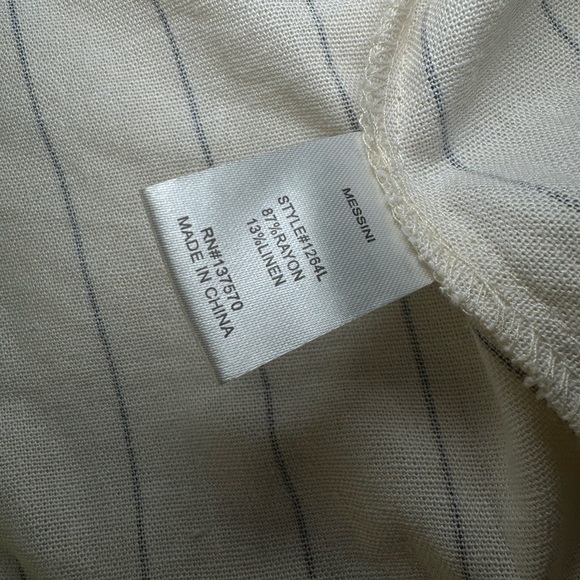 MESSINI
STYLE#1264L
87%RAYON
13%LINEN
RN#137570
MADE IN CHINA